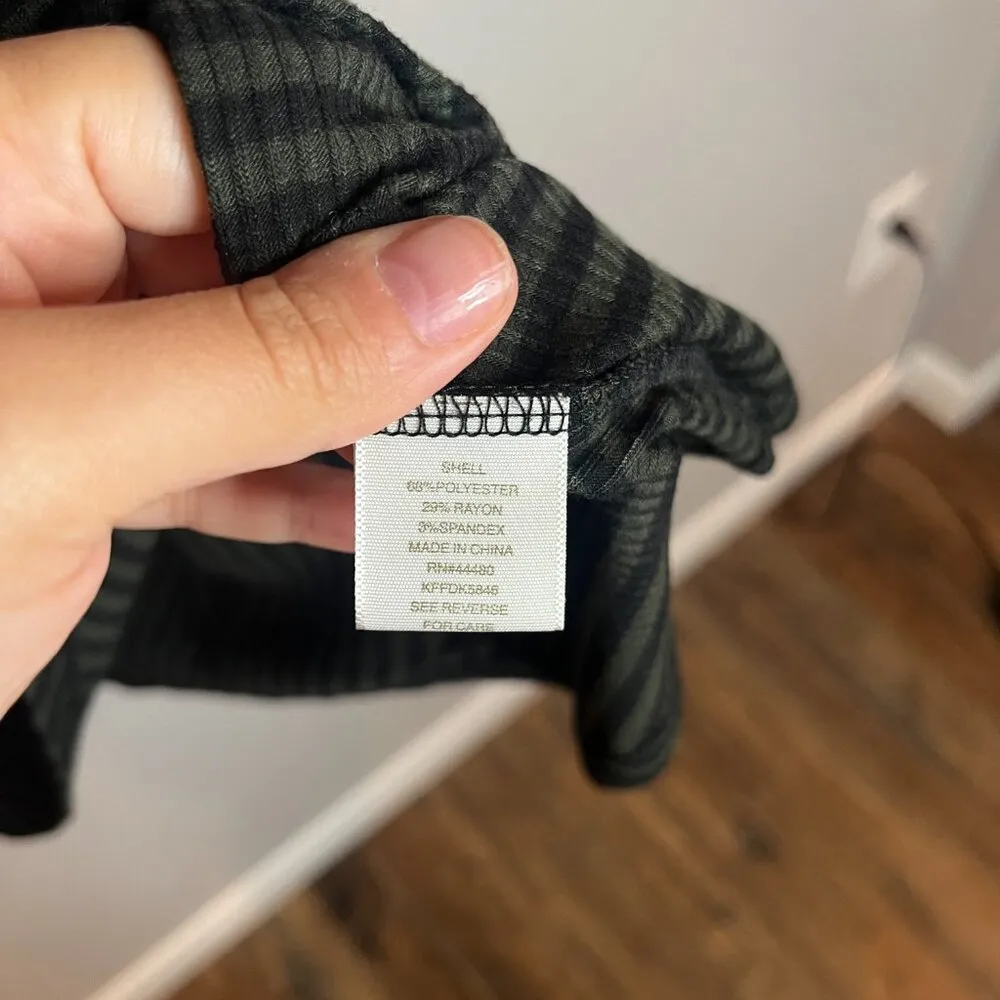 SHELL
68%POLYESTER
29% RAYON
3%SPANDEX
MADE IN CHINA
RN#44480
KFFDK5846
SEE REVERSE
FOR CARE